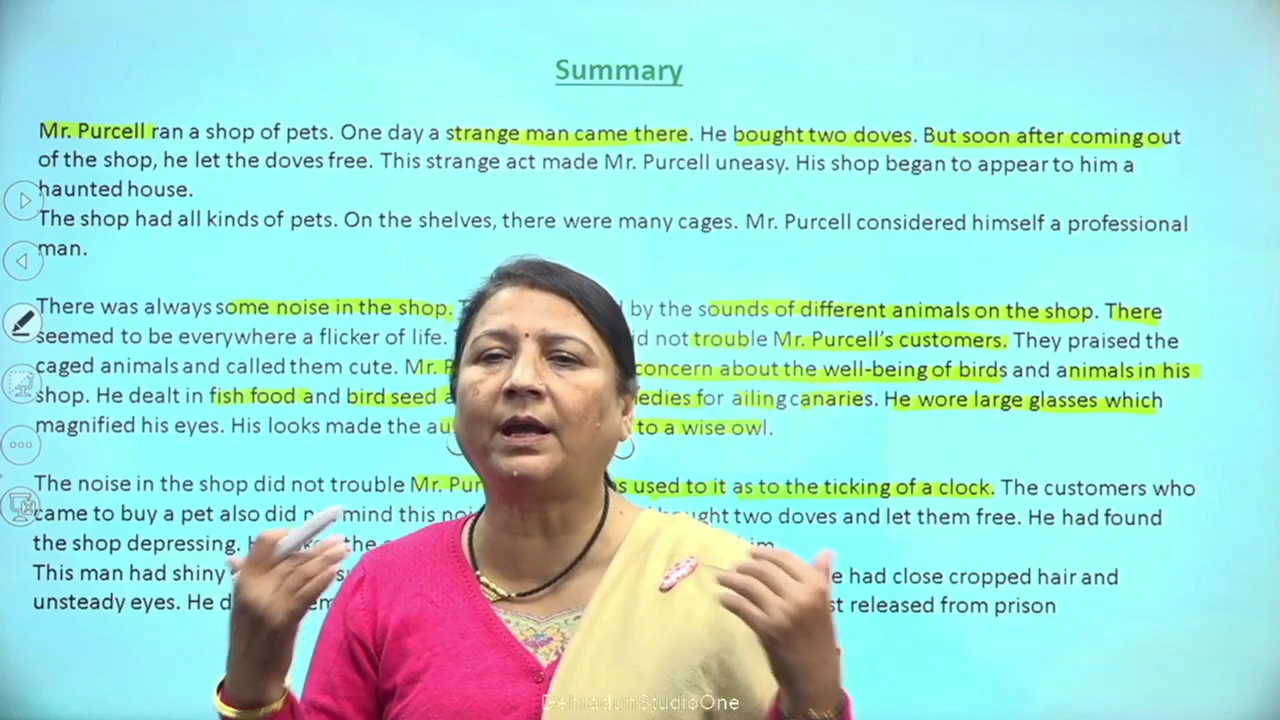 Summary
Mr. Purcell ran a shop of pets. One day a strange man came there. He bought two doves. But soon after coming out
of the shop, he let the doves free. This strange act made Mr. Purcell uneasy. His shop began to appear to him a
haunted house.
The shop had all kinds of pets. On the shelves, there were many cages. Mr. Purcell considered himself a professional
man.
There was always some noise in the shop. by the sounds of different animals on the shop. There
seemed to be everywhere a flicker of life. not trouble Mr. Purcell's customers. They praised the
caged animals and called them cute. Mr. concern about the well-being of birds and animals in his
shop. He dealt in fish food and bird seed for ailing canaries. He wore large glasses which
magnified his eyes. His looks made the to a wise owl.
The noise in the shop did not trouble Mr. used to it as to the ticking of a clock. The customers who
came to buy a pet also did mind this two doves and let them free. He had found
the shop depressing.
This man had shiny had close cropped hair and
unsteady eyes. He released from prison
DehradunStudioOne